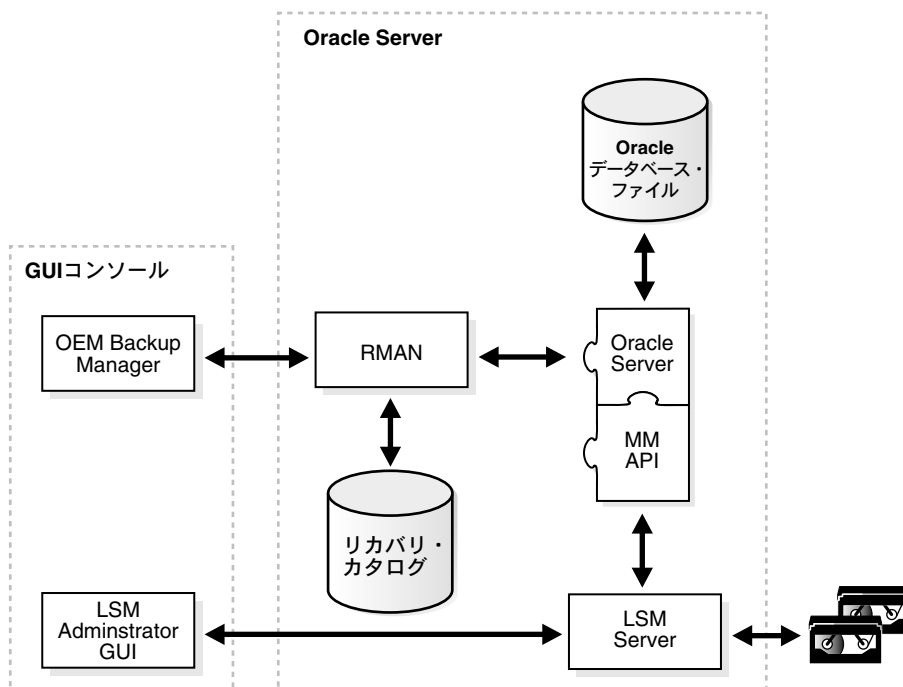 Oracle Server
Oracle
データベース・
ファイル
GUIコンソール
OEM Backup
Manager
RMAN
Oracle
Server
MM
API
リカバリ・
カタログ
LSM
Adminstrator
GUI
LSM
Server